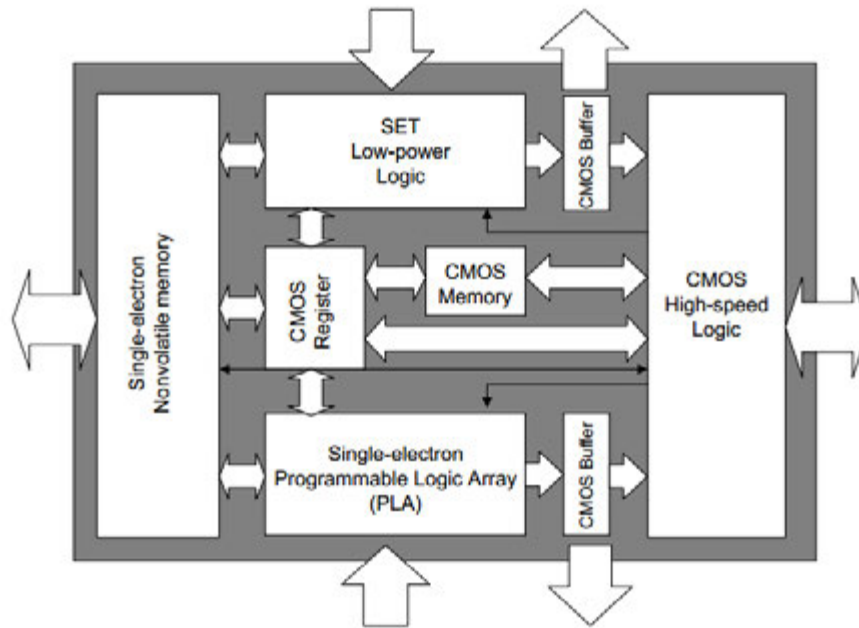 SET
Low-power
Logic
CMOS Buffer
Single-electron
Nonvolatile memory
CMOS
Register
CMOS
Memory
CMOS
High-speed
Logic
Single-electron
Programmable Logic Array
(PLA)
CMOS Buffer